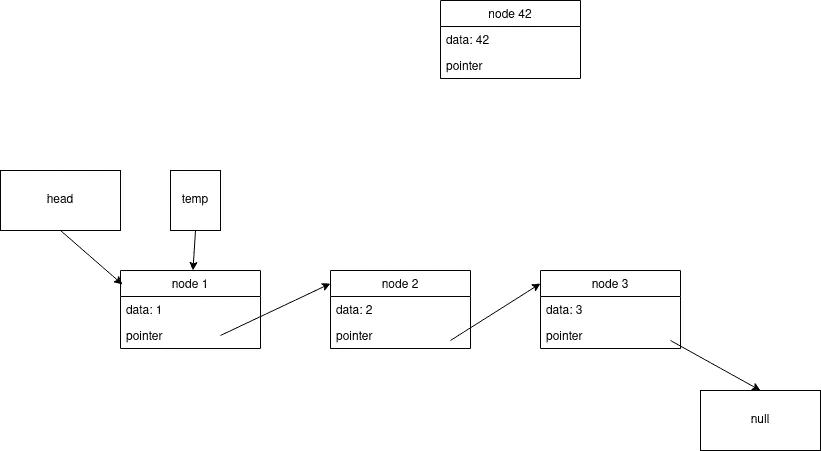 node 42
data: 42
pointer
head
temp
node 1
data: 1
pointer
node 2
data: 2
pointer
node 3
data: 3
pointer
null